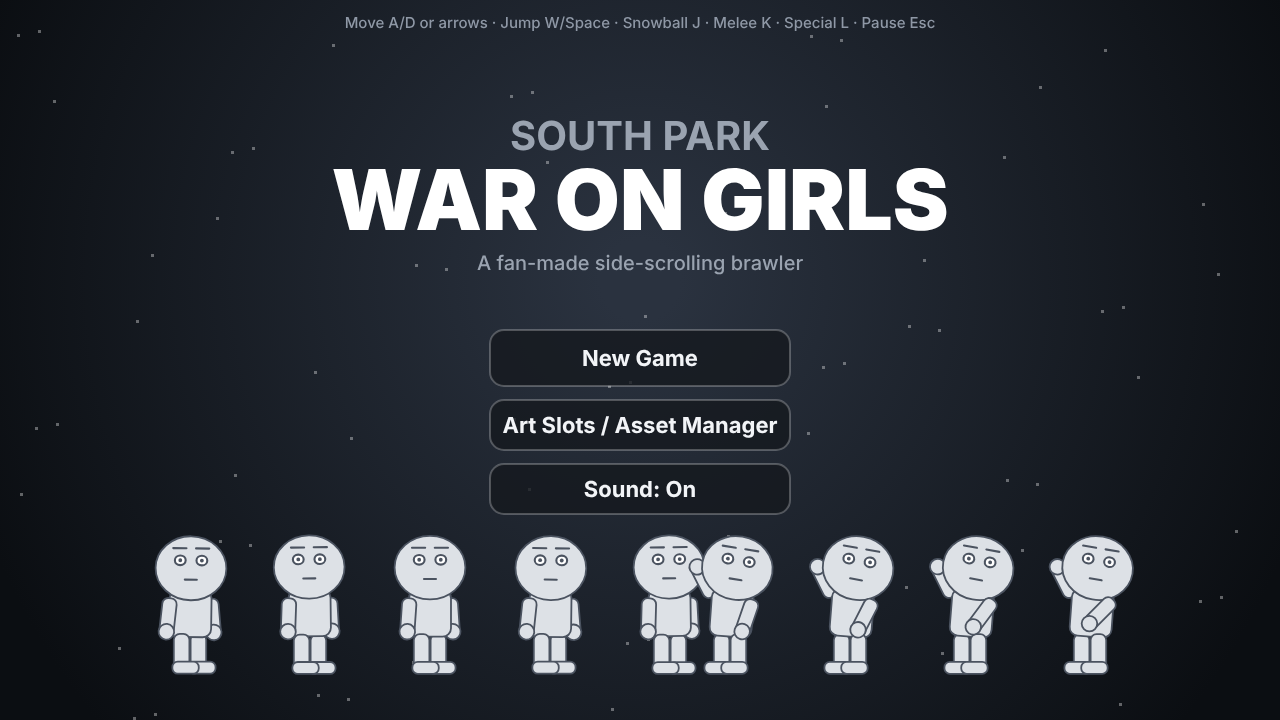 Move A/D or arrows · Jump W/Space · Snowball J · Melee K · Special L · Pause Esc
SOUTH PARK
WAR ON GIRLS
A fan-made side-scrolling brawler
New Game
Art Slots / Asset Manager
Sound: On